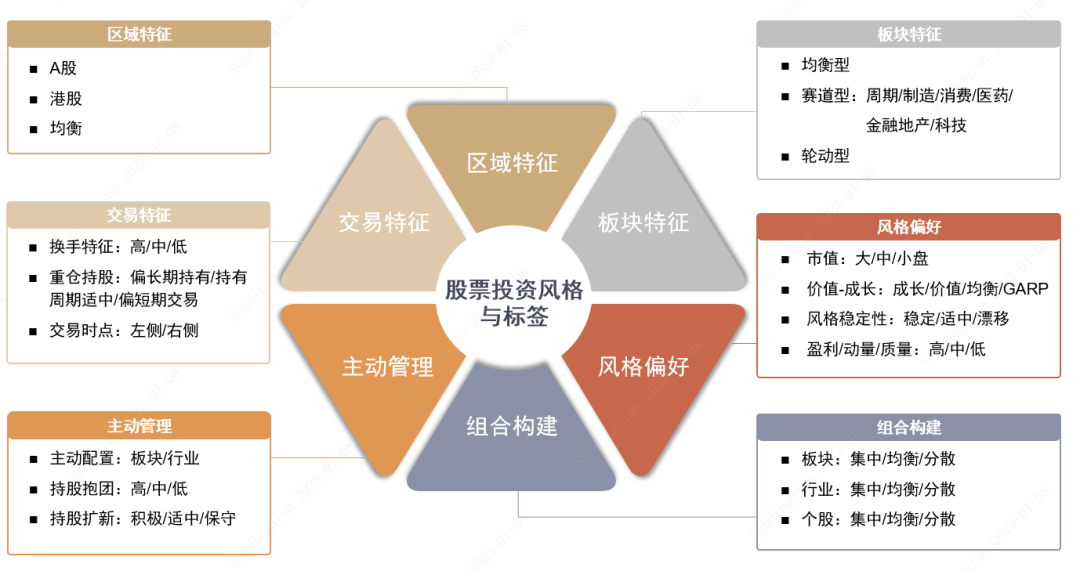 区域特征
■ A股
■ 港股
■ 均衡
交易特征
■ 换手特征：高/中/低
■ 重仓持股：偏长期持有/持有
周期适中/偏短期交易
■ 交易时点：左侧/右侧
主动管理
■ 主动配置：板块/行业
■ 持股抱团：高/中/低
■ 持股扩新：积极/适中/保守
区域特征
交易特征
板块特征
股票投资风格
与标签
主动管理
风格偏好
组合构建
板块特征
■ 均衡型
■ 赛道型：周期/制造/消费/医药/
金融地产/科技
■ 轮动型
风格偏好
■ 市值：大/中/小盘
■ 价值-成长：成长/价值/均衡/GARP
■ 风格稳定性：稳定/适中/漂移
■ 盈利/动量/质量：高/中/低
组合构建
■ 板块：集中/均衡/分散
■ 行业：集中/均衡/分散
■ 个股：集中/均衡/分散